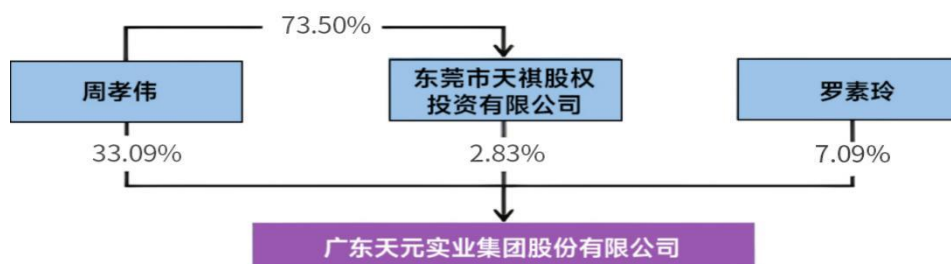 73.50%
周孝伟
东莞市天祺股权
投资有限公司
罗素玲
33.09%
2.83%
7.09%
广东天元实业集团股份有限公司